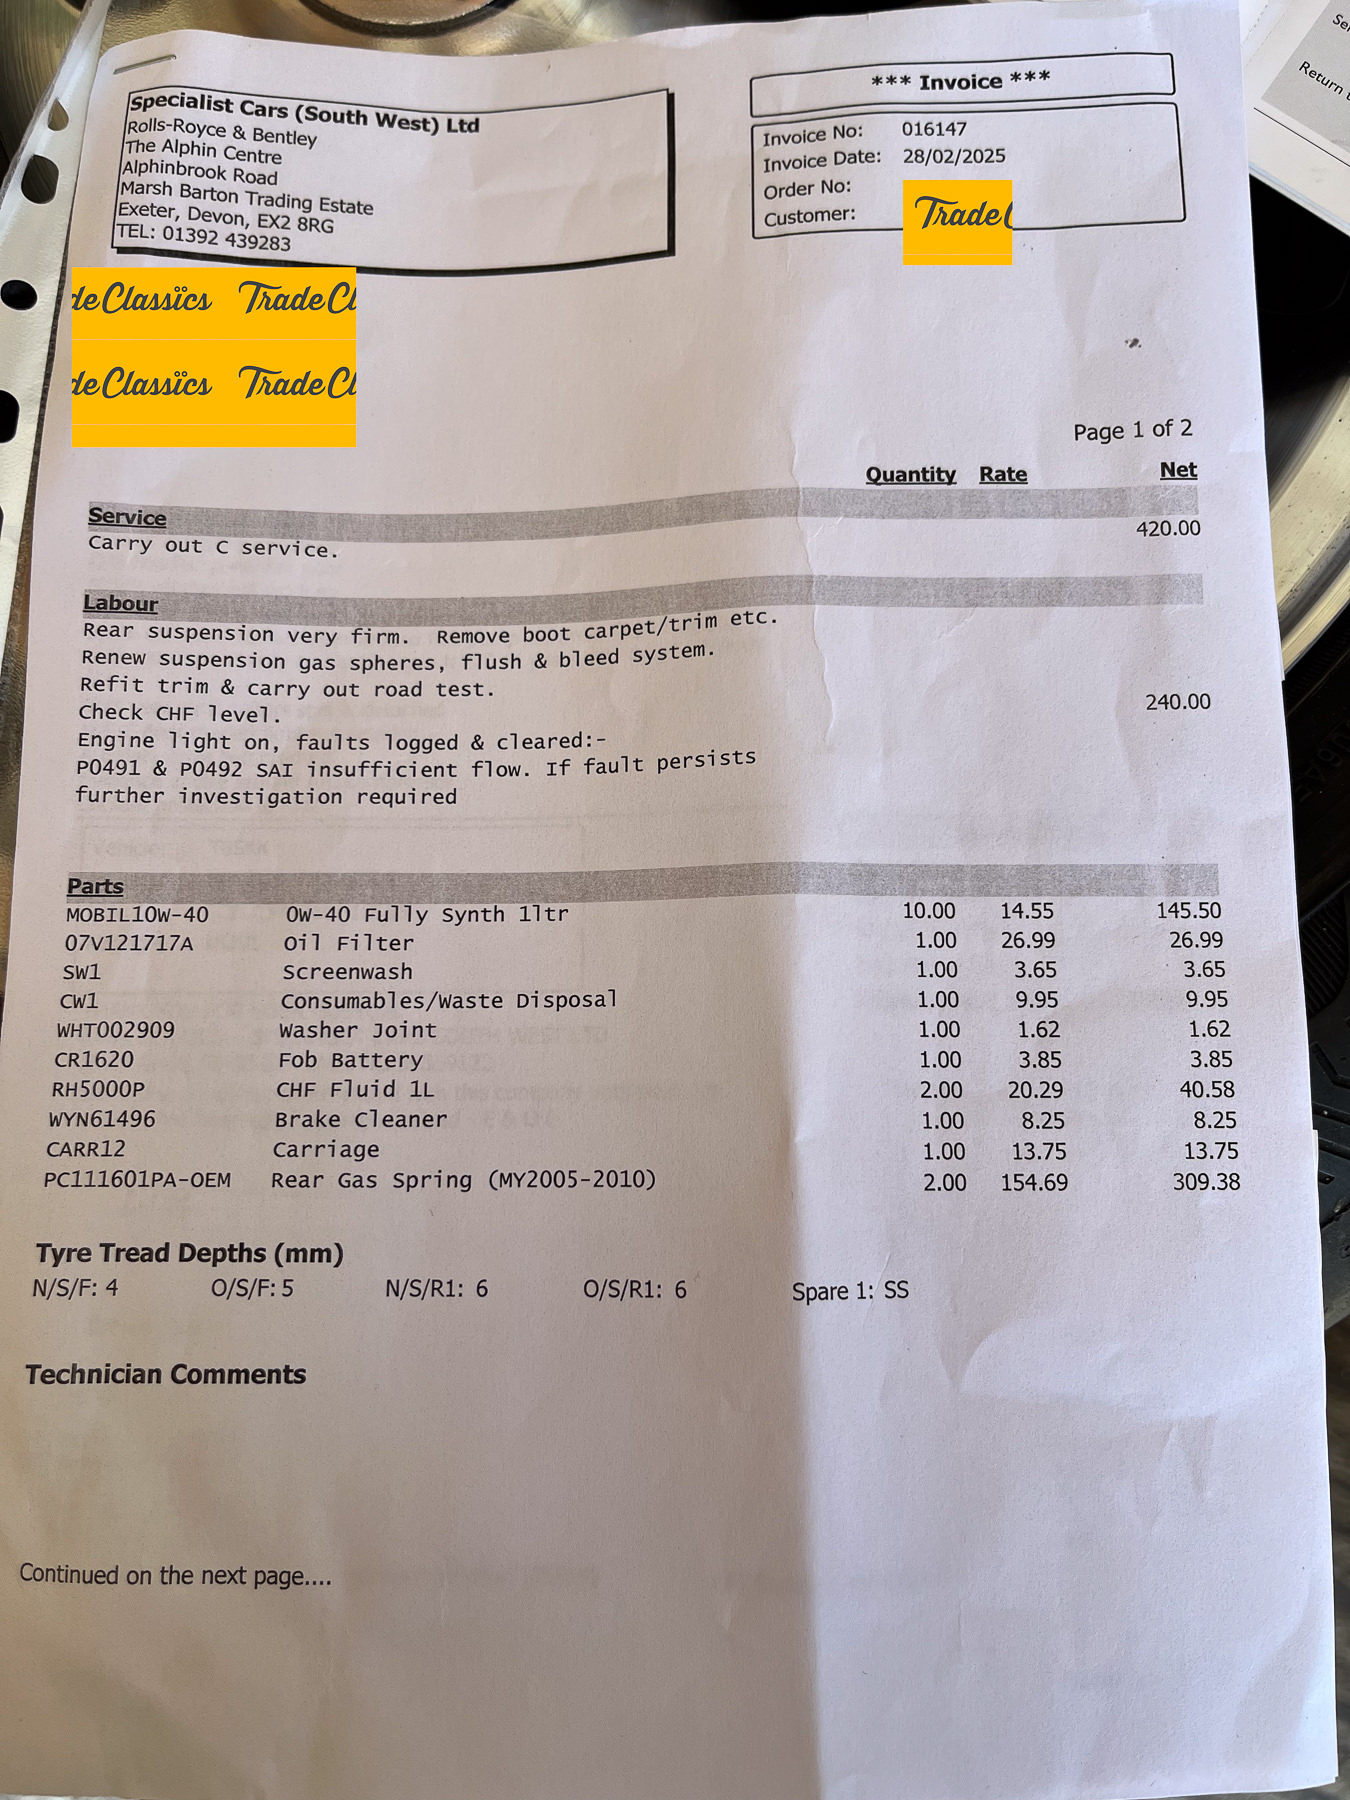 Specialist Cars (South West) Ltd
Rolls-Royce & Bentley
The Alphin Centre
Alphinbrook Road
Marsh Barton Trading Estate
Exeter, Devon, EX2 8RG
TEL: 01392 439283
*** Invoice ***
Invoice No: 016147
Invoice Date: 28/02/2025
Order No:
Customer:
Trade
deClassics TradeCl
deClassics TradeCl
Return
Page 1 of 2
Quantity Rate Net
Service
Carry out C service. 420.00
Labour
Rear suspension very firm. Remove boot carpet/trim etc.
Renew suspension gas spheres, flush & bleed system.
Refit trim & carry out road test.
Check CHF level. 240.00
Engine light on, faults logged & cleared:-
P0491 & P0492 SAI insufficient flow. If fault persists
further investigation required
Parts
MOBIL10W-40 0W-40 Fully Synth 1ltr 10.00 14.55 145.50
07V121717A Oil Filter 1.00 26.99 26.99
SW1 Screenwash 1.00 3.65 3.65
CW1 Consumables/Waste Disposal 1.00 9.95 9.95
WHT002909 Washer Joint 1.00 1.62 1.62
CR1620 Fob Battery 1.00 3.85 3.85
RH5000P CHF Fluid 1L 2.00 20.29 40.58
WYN61496 Brake Cleaner 1.00 8.25 8.25
CARR12 Carriage 1.00 13.75 13.75
PC111601PA-OEM Rear Gas Spring (MY2005-2010) 2.00 154.69 309.38
Tyre Tread Depths (mm)
N/S/F: 4 O/S/F: 5 N/S/R1: 6 O/S/R1: 6 Spare 1: SS
Technician Comments
Continued on the next page....